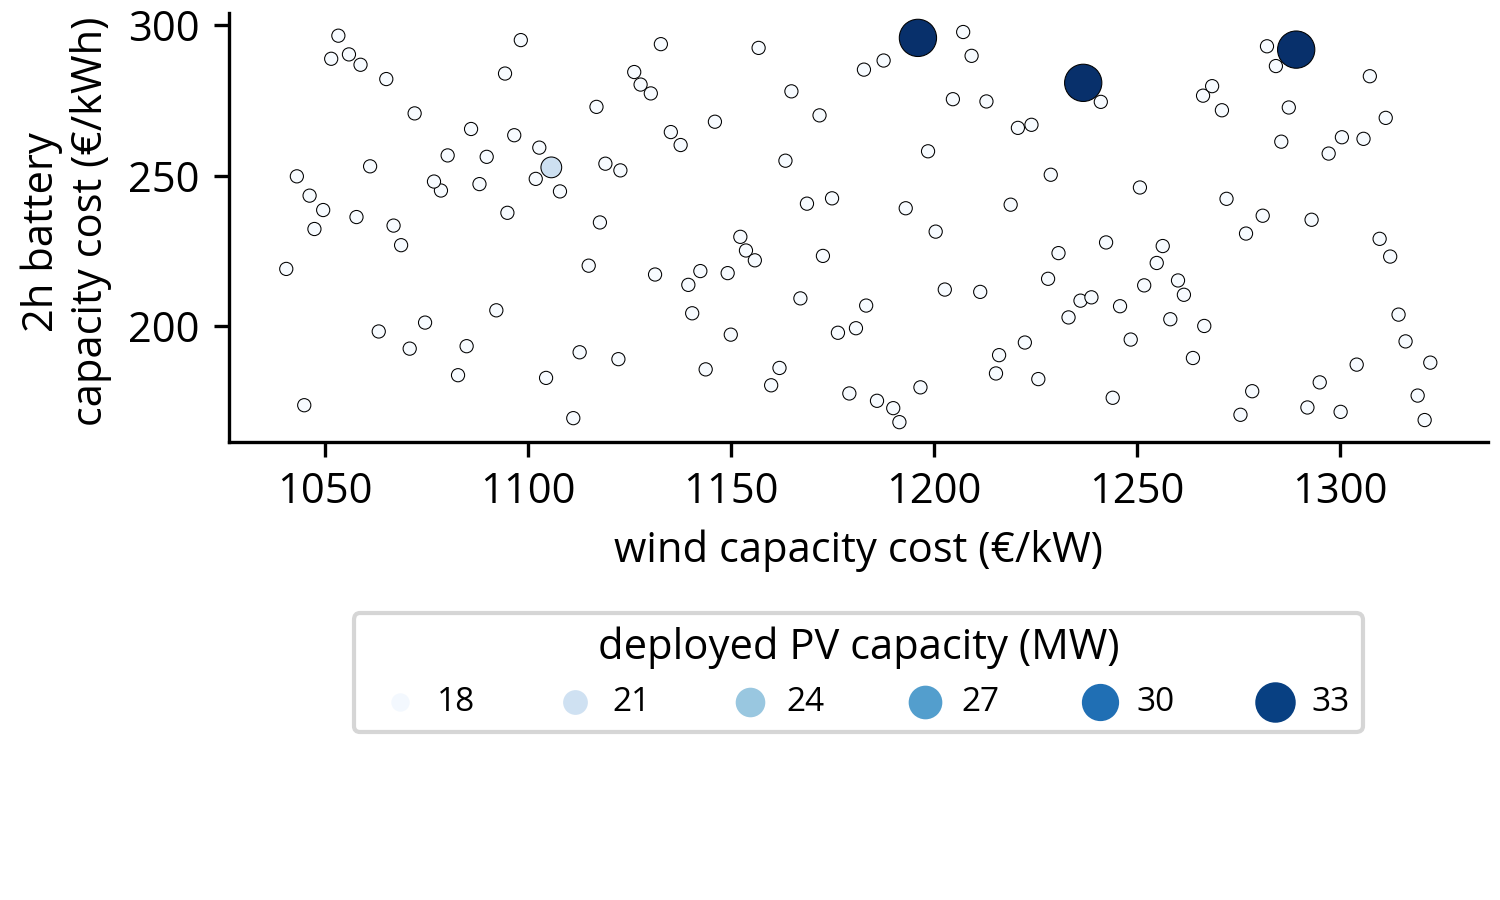 300
250
200
2h battery
capacity cost (€/kWh)
1050 1100 1150 1200 1250 1300
wind capacity cost (€/kW)
deployed PV capacity (MW)
18 21 24 27 30 33